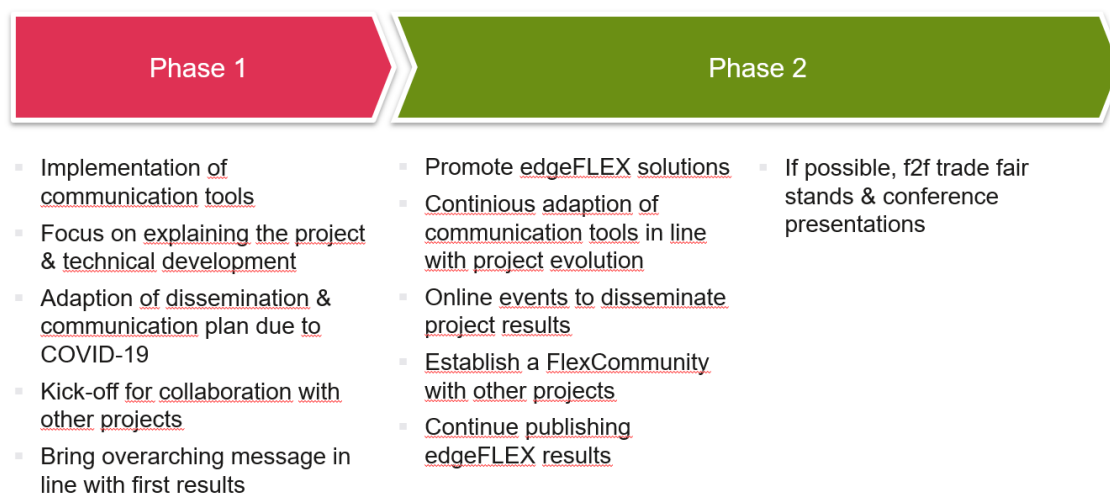 Phase 1
Phase 2
Implementation of
communication tools
Focus on explaining the project
& technical development
Adaption of dissemination &
communication plan due to
COVID-19
Kick-off for collaboration with
other projects
Bring overarching message in
line with first results
Promote edgeFLEX solutions
Continious adaption of
communication tools in line
with project evolution
Online events to disseminate
project results
Establish a FlexCommunity
with other projects
Continue publishing
edgeFLEX results
If possible, f2f trade fair
stands & conference
presentations